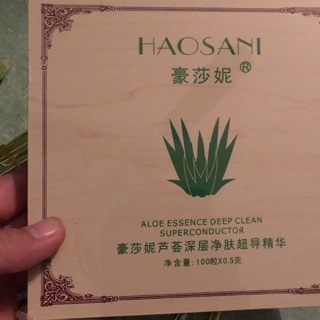 HAOSANI
豪莎妮®
ALOE ESSENCE DEEP CLEAN
SUPERCONDUCTOR
豪莎妮芦荟深层净肤超导精华
净含量:100粒X0.5克